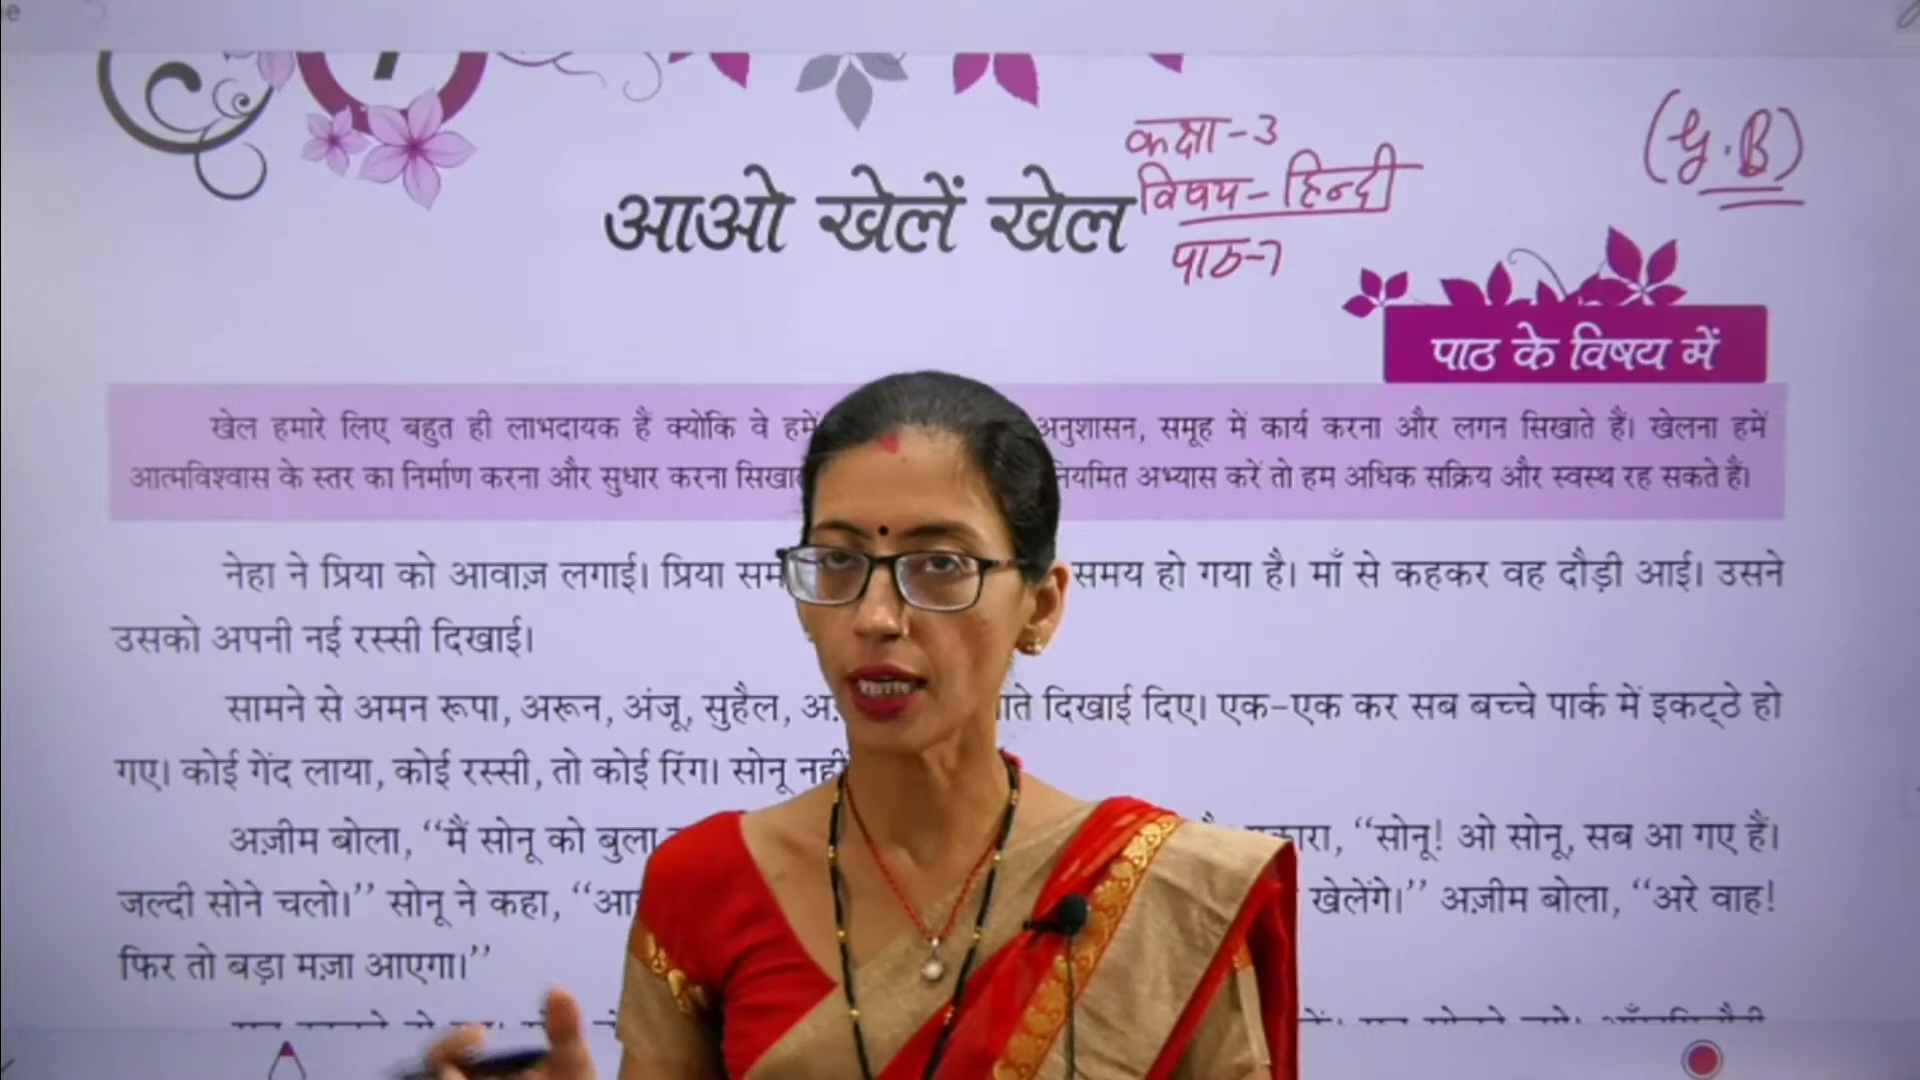 कक्षा-3
(G.B)
आओ खेलें खेल
विषय-हिन्दी
पाठ-7
पाठ के विषय में
खेल हमारे लिए बहुत ही लाभदायक हैं क्योंकि वे हमें अनुशासन, समूह में कार्य करना और लगन सिखाते हैं। खेलना हमें
आत्मविश्वास के स्तर का निर्माण करना और सुधार करना नियमित अभ्यास करें तो हम अधिक सक्रिय और स्वस्थ रह सकते हैं।
नेहा ने प्रिया को आवाज़ लगाई। प्रिया समय हो गया है। माँ से कहकर वह दौड़ी आई। उसने
उसको अपनी नई रस्सी दिखाई।
सामने से अमन रूपा, अरून, अंजू, सुहैल, दिखाई दिए। एक-एक कर सब बच्चे पार्क में इकट्ठे हो
गए। कोई गेंद लाया, कोई रस्सी, तो कोई रिंग। सोनू
अज़ीम बोला, “मैं सोनू को “सोनू! ओ सोनू, सब आ गए हैं।
जल्दी सोने चलो।” सोनू ने कहा, खेलेंगे।” अज़ीम बोला, “अरे वाह!
फिर तो बड़ा मज़ा आएगा।”